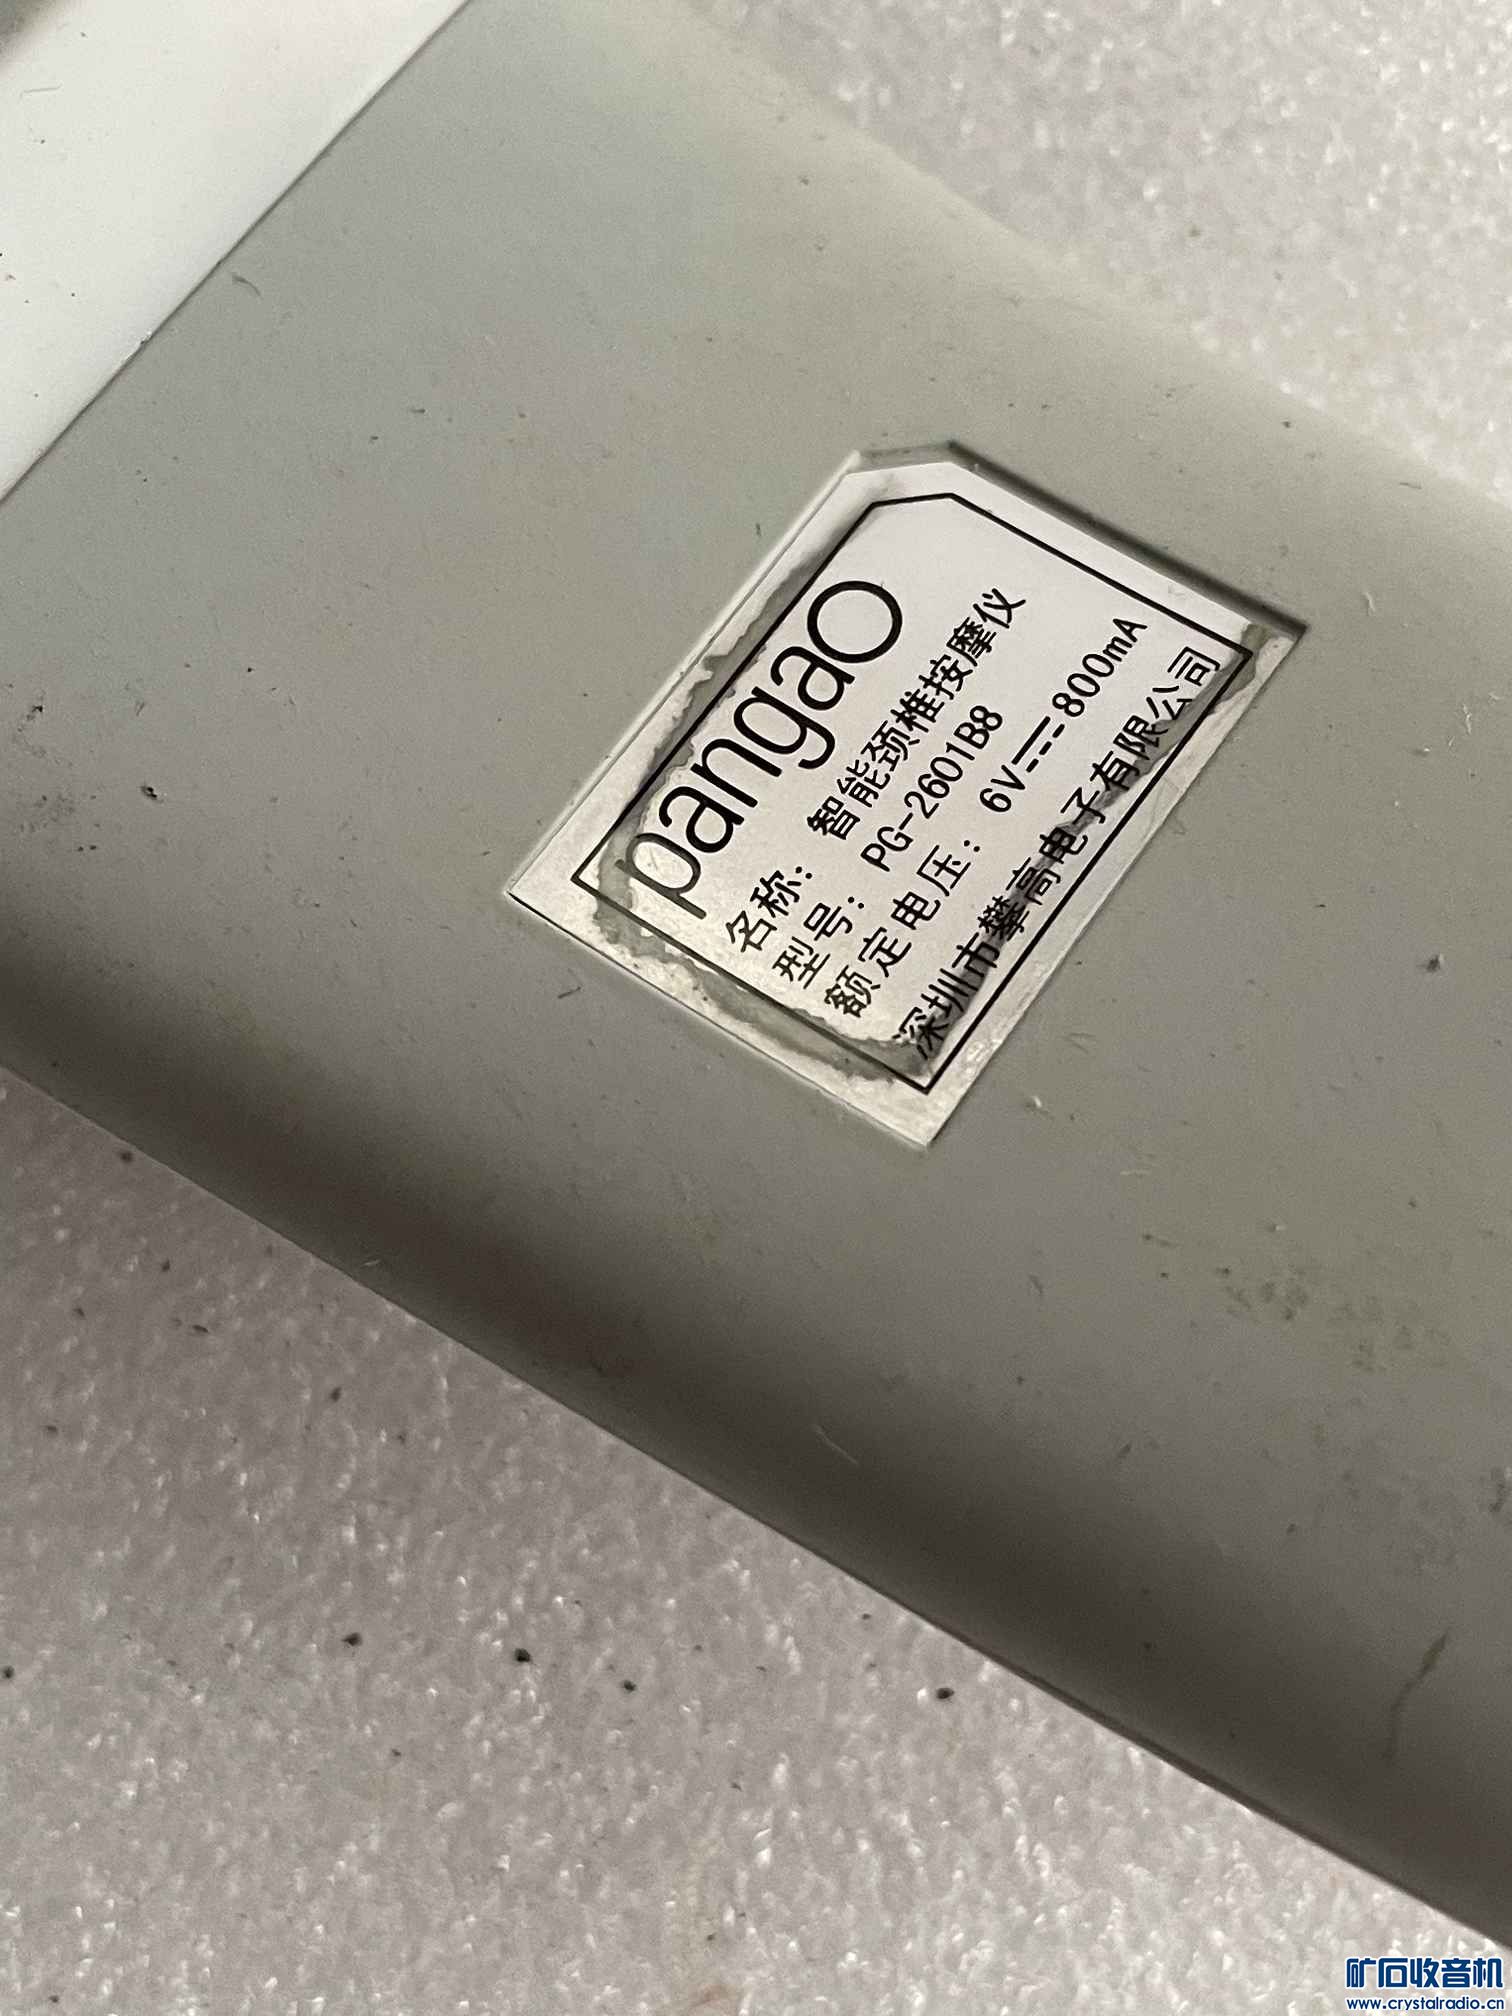 pangao
名称：智能颈椎按摩仪
型号：PG-2601B8
额定电压：6V⎓800mA
深圳市攀高电子有限公司
矿石收音机
www.crystalradio.cn